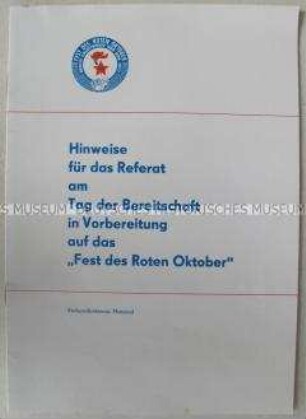 Hinweise
für das Referat
am
Tag der Bereitschaft
in Vorbereitung
auf das
„Fest des Roten Oktober“